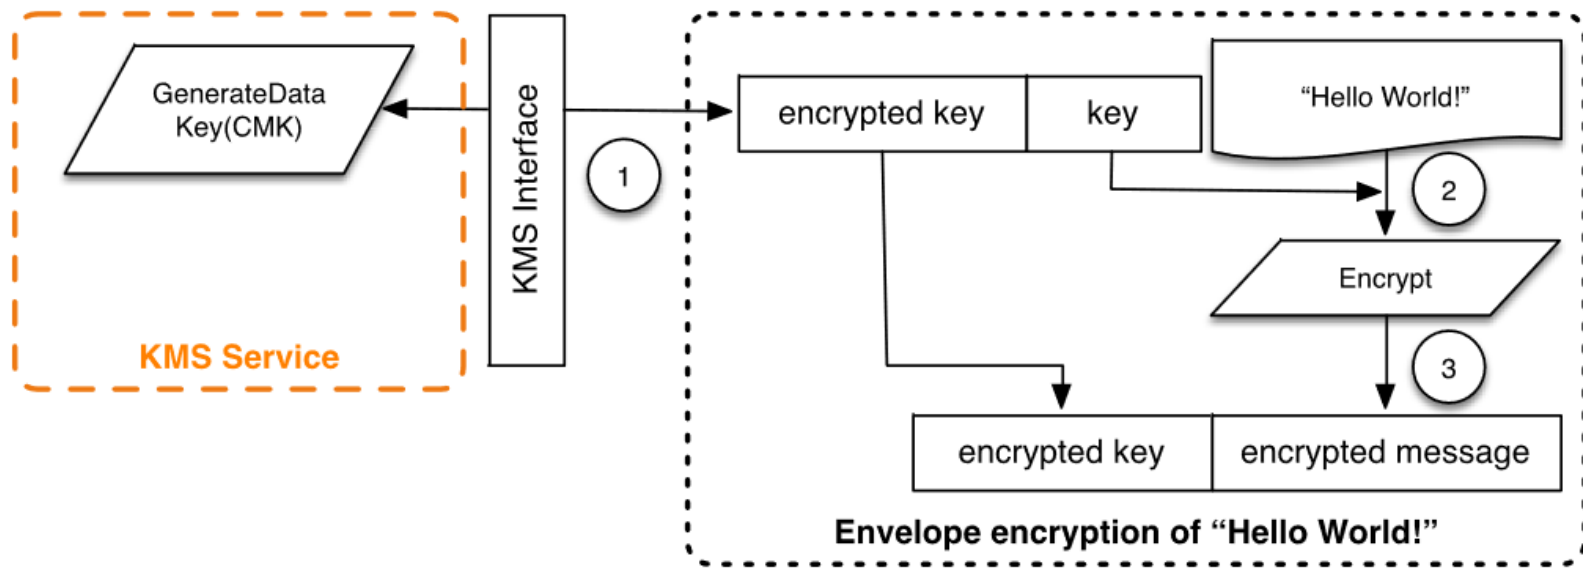 GenerateData
Key(CMK)
KMS Service
KMS Interface
1
encrypted key
key
“Hello World!”
2
Encrypt
3
encrypted key
encrypted message
Envelope encryption of “Hello World!”